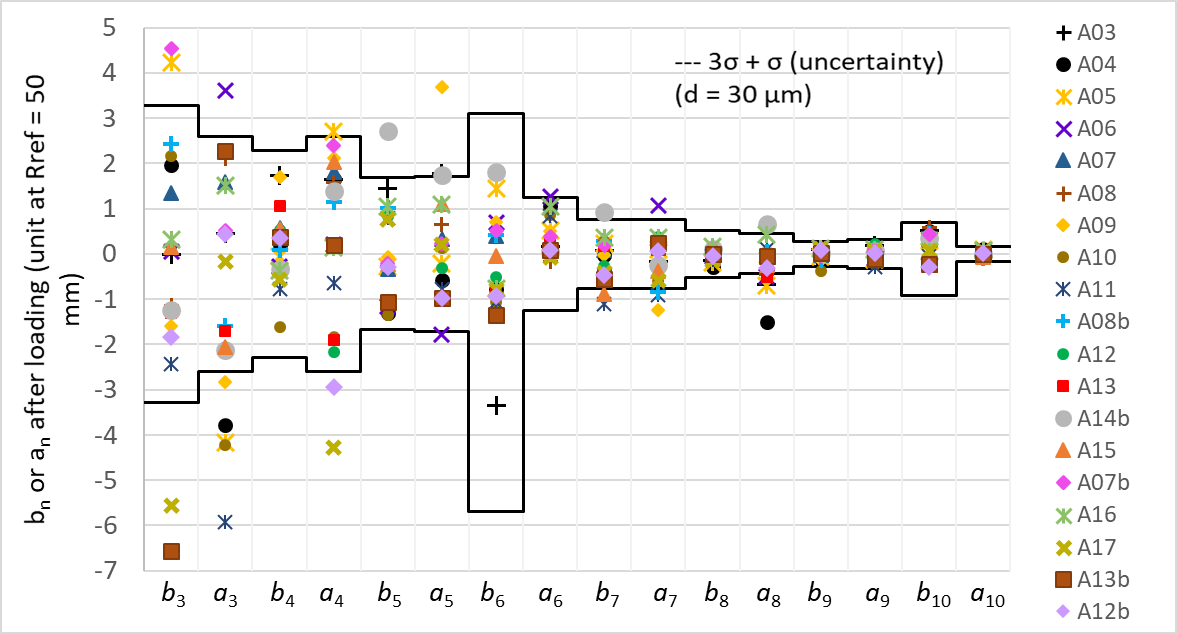 bn or an after loading (unit at Rref = 50
mm)
5
4
3
2
1
0
-1
-2
-3
-4
-5
-6
-7
--- 3σ + σ (uncertainty)
(d = 30 μm)
b3 a3 b4 a4 b5 a5 b6 a6 b7 a7 b8 a8 b9 a9 b10 a10
A03
A04
A05
A06
A07
A08
A09
A10
A11
A08b
A12
A13
A14b
A15
A07b
A16
A17
A13b
A12b